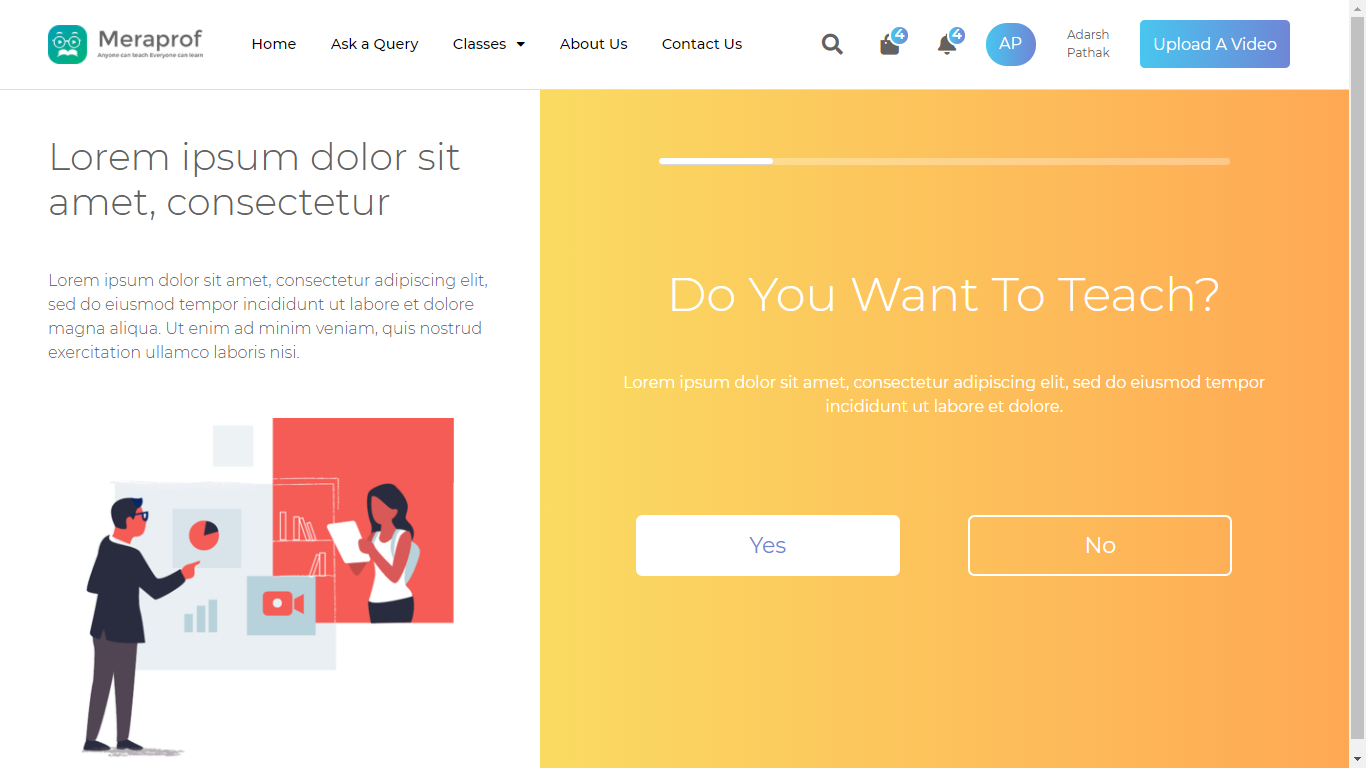 Meraprof
Anyone can teach Everyone can learn
Home
Ask a Query
Classes
About Us
Contact Us
4
4
AP
Adarsh
Pathak
Upload A Video
Lorem ipsum dolor sit
amet, consectetur
Lorem ipsum dolor sit amet, consectetur adipiscing elit,
sed do eiusmod tempor incididunt ut labore et dolore
magna aliqua. Ut enim ad minim veniam, quis nostrud
exercitation ullamco laboris nisi.
Do You Want To Teach?
Lorem ipsum dolor sit amet, consectetur adipiscing elit, sed do eiusmod tempor
incididunt ut labore et dolore.
Yes
No